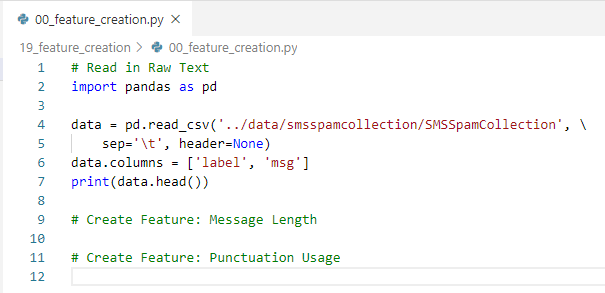 00_feature_creation.py ×
19_feature_creation > 00_feature_creation.py
1 # Read in Raw Text
2 import pandas as pd
3
4 data = pd.read_csv('../data/smsspamcollection/SMSSpamCollection', \
5     sep='\t', header=None)
6 data.columns = ['label', 'msg']
7 print(data.head())
8
9 # Create Feature: Message Length
10
11 # Create Feature: Punctuation Usage
12